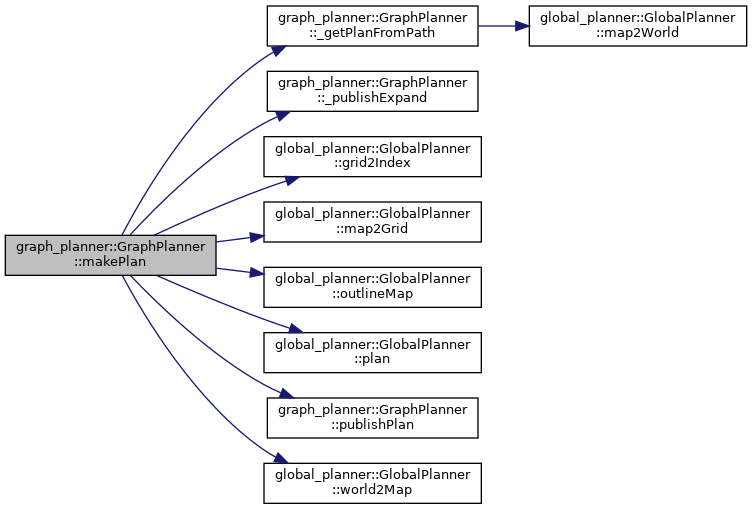 graph_planner::GraphPlanner
::_getPlanFromPath
global_planner::GlobalPlanner
::map2World
graph_planner::GraphPlanner
::_publishExpand
global_planner::GlobalPlanner
::grid2Index
global_planner::GlobalPlanner
::map2Grid
graph_planner::GraphPlanner
::makePlan
global_planner::GlobalPlanner
::outlineMap
global_planner::GlobalPlanner
::plan
graph_planner::GraphPlanner
::publishPlan
global_planner::GlobalPlanner
::world2Map